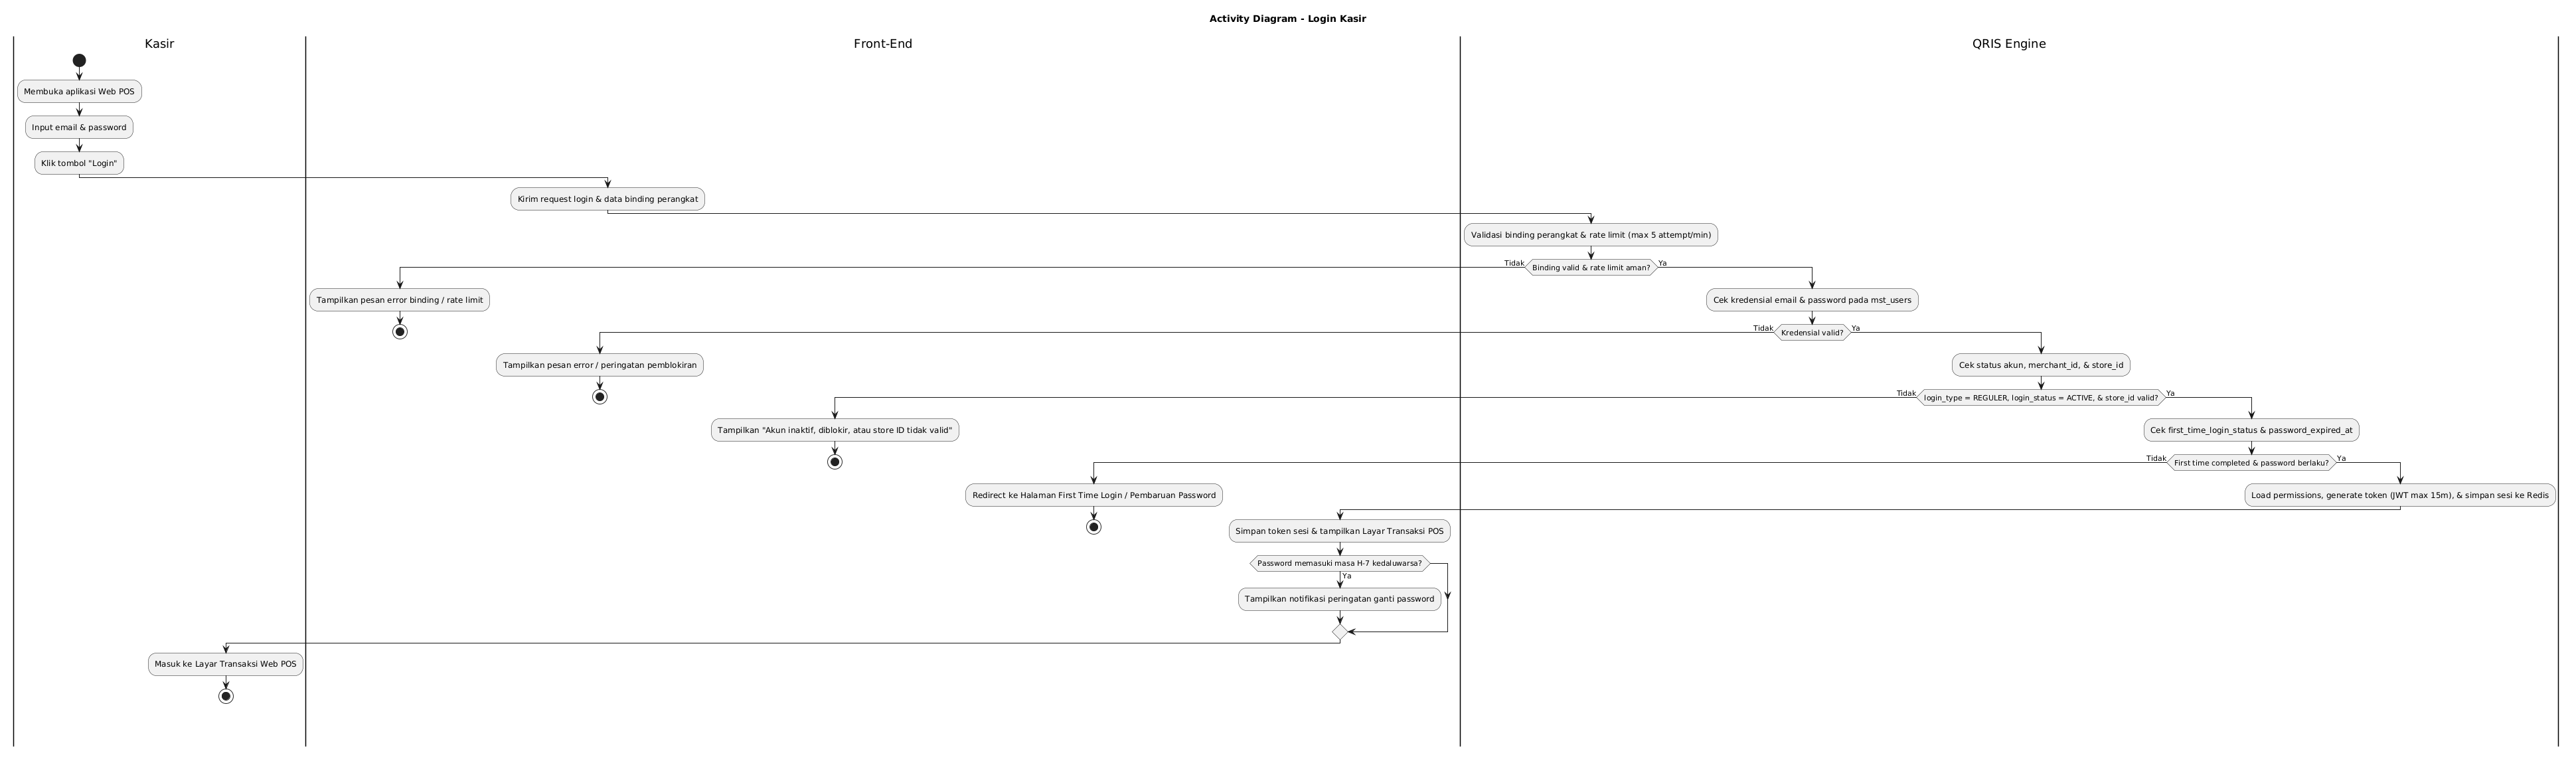 Activity Diagram - Login Kasir
Kasir
Front-End
QRIS Engine
Membuka aplikasi Web POS
Input email & password
Klik tombol "Login"
Kirim request login & data binding perangkat
Validasi binding perangkat & rate limit (max 5 attempt/min)
Tidak
Binding valid & rate limit aman?
Ya
Tampilkan pesan error binding / rate limit
Cek kredensial email & password pada mst_users
Tidak
Kredensial valid?
Ya
Tampilkan pesan error / peringatan pemblokiran
Cek status akun, merchant_id, & store_id
Tidak
login_type = REGULER, login_status = ACTIVE, & store_id valid?
Ya
Tampilkan "Akun inaktif, diblokir, atau store ID tidak valid"
Cek first_time_login_status & password_expired_at
Tidak
First time completed & password berlaku?
Ya
Redirect ke Halaman First Time Login / Pembaruan Password
Load permissions, generate token (JWT max 15m), & simpan sesi ke Redis
Simpan token sesi & tampilkan Layar Transaksi POS
Password memasuki masa H-7 kedaluwarsa?
Ya
Tampilkan notifikasi peringatan ganti password
Masuk ke Layar Transaksi Web POS